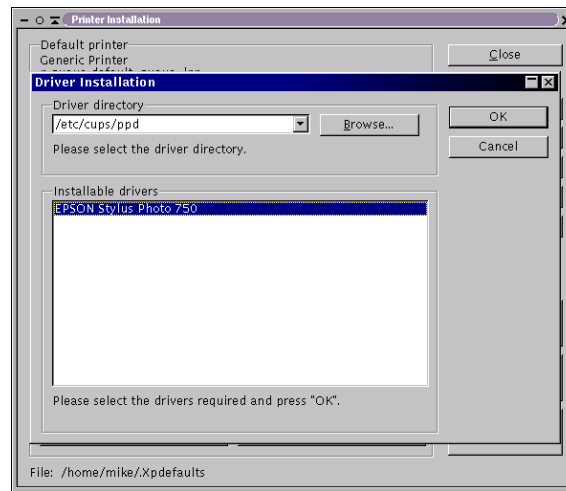 Printer Installation
Default printer
Generic Printer
Close
Driver Installation
Driver directory
/etc/cups/ppd
Browse...
OK
Please select the driver directory.
Cancel
Installable drivers
EPSON Stylus Photo 750
Please select the drivers required and press "OK".
File: /home/mike/.Xpdefaults